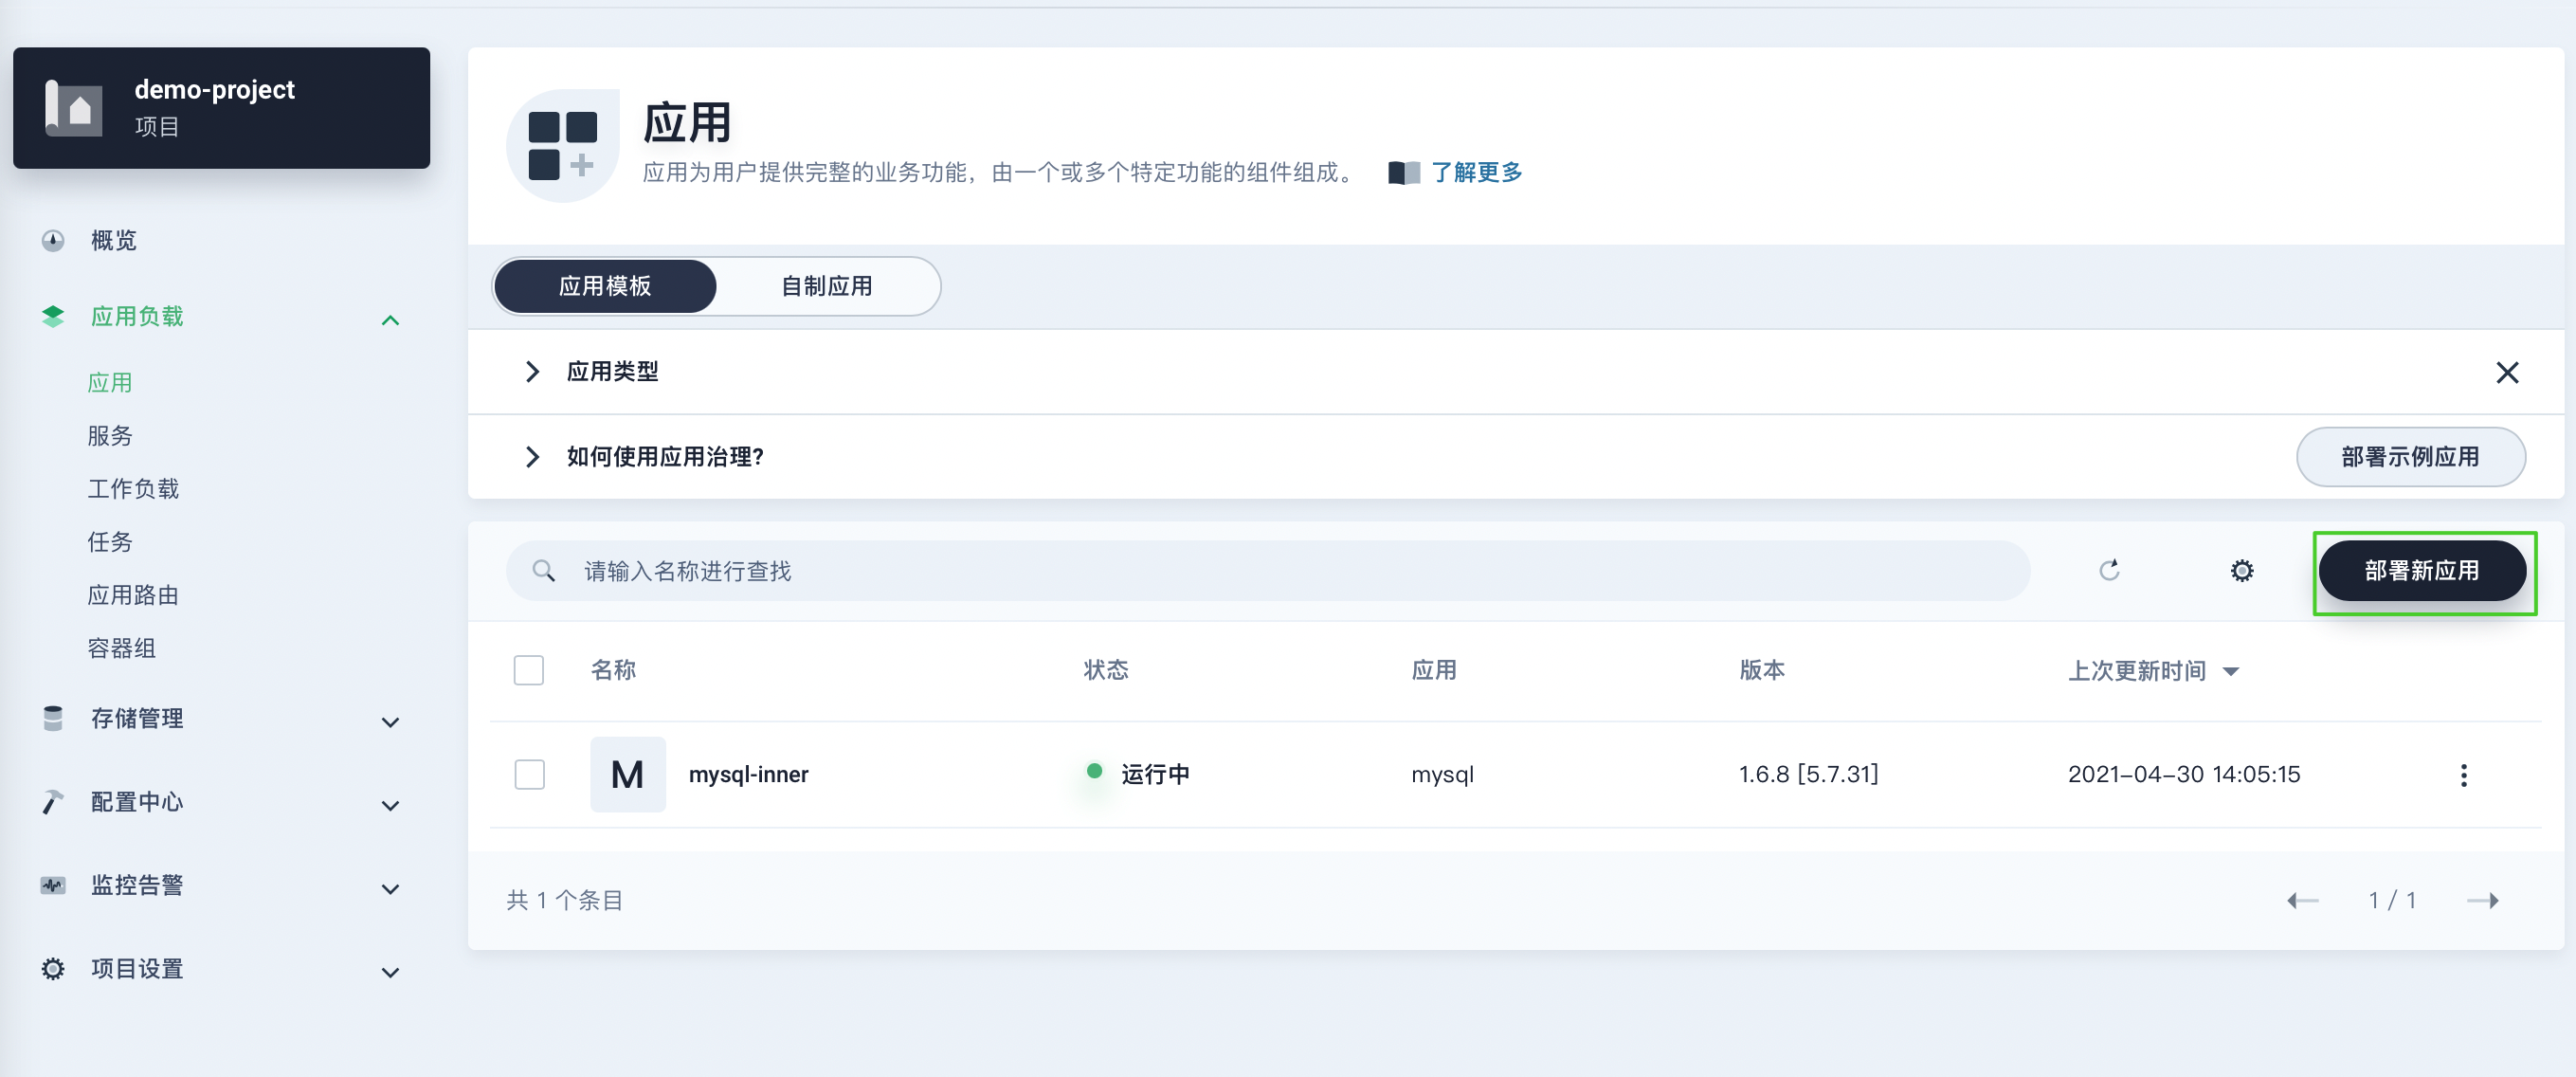 demo-project
项目
概览
应用负载
应用
服务
工作负载
任务
应用路由
容器组
存储管理
配置中心
监控告警
项目设置
应用
应用为用户提供完整的业务功能，由一个或多个特定功能的组件组成。 了解更多
应用模板 自制应用
应用类型
如何使用应用治理? 部署示例应用
请输入名称进行查找 部署新应用
名称 状态 应用 版本 上次更新时间
M mysql-inner 运行中 mysql 1.6.8 [5.7.31] 2021-04-30 14:05:15
共 1 个条目 1 / 1